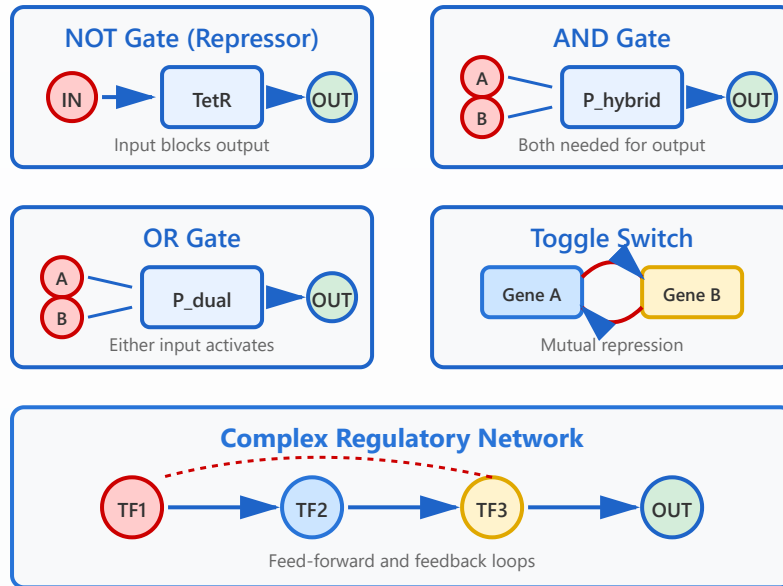 NOT Gate (Repressor)
IN
TetR
OUT
Input blocks output
AND Gate
A
B
P_hybrid
OUT
Both needed for output
OR Gate
A
B
P_dual
OUT
Either input activates
Toggle Switch
Gene A
Gene B
Mutual repression
Complex Regulatory Network
TF1
TF2
TF3
OUT
Feed-forward and feedback loops